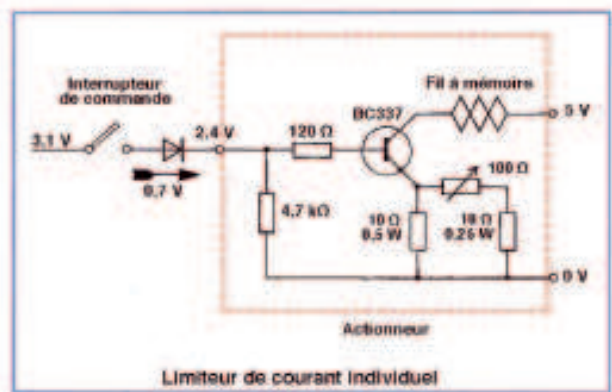 Interrupteur
de commande
3,1 V
0,7 V
2,4 V
120 Ω
4,7 kΩ
BC337
Fil à mémoire
5 V
100 Ω
10 Ω
0,5 W
10 Ω
0,25 W
0 V
Actionneur
Limiteur de courant individuel